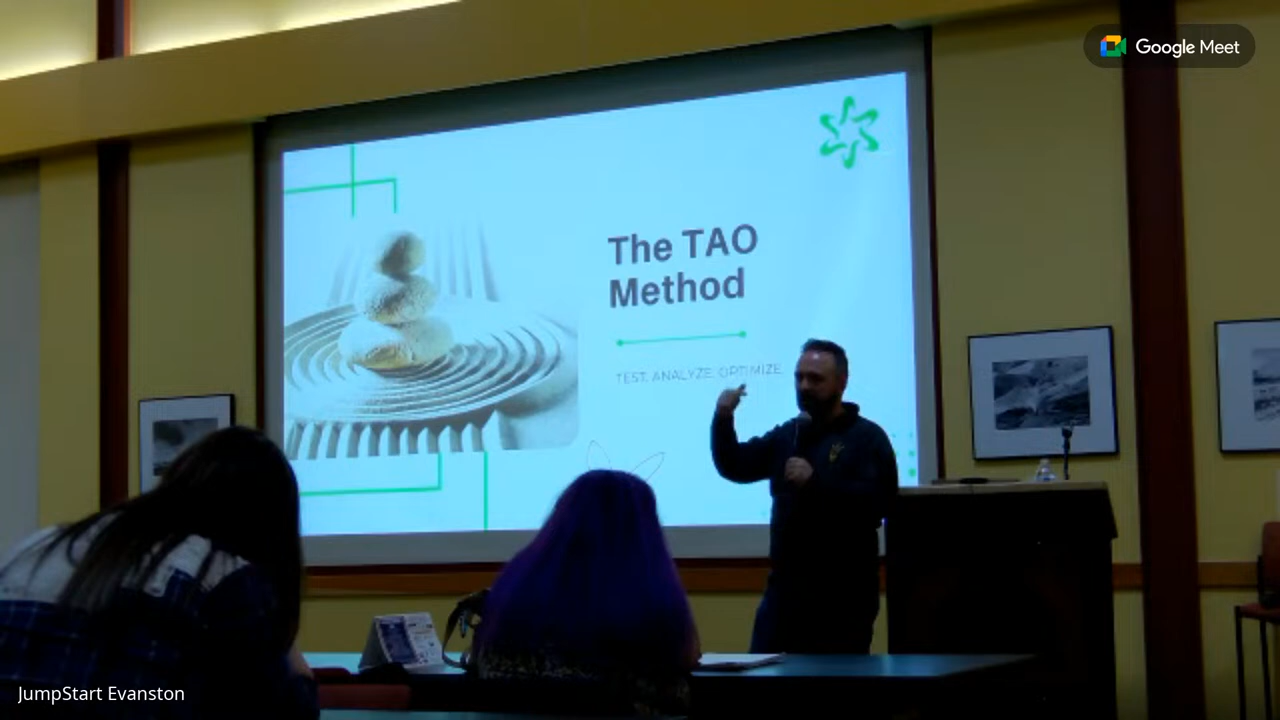 Google Meet
The TAO
Method
TEST. ANALYZE. OPTIMIZE
JumpStart Evanston